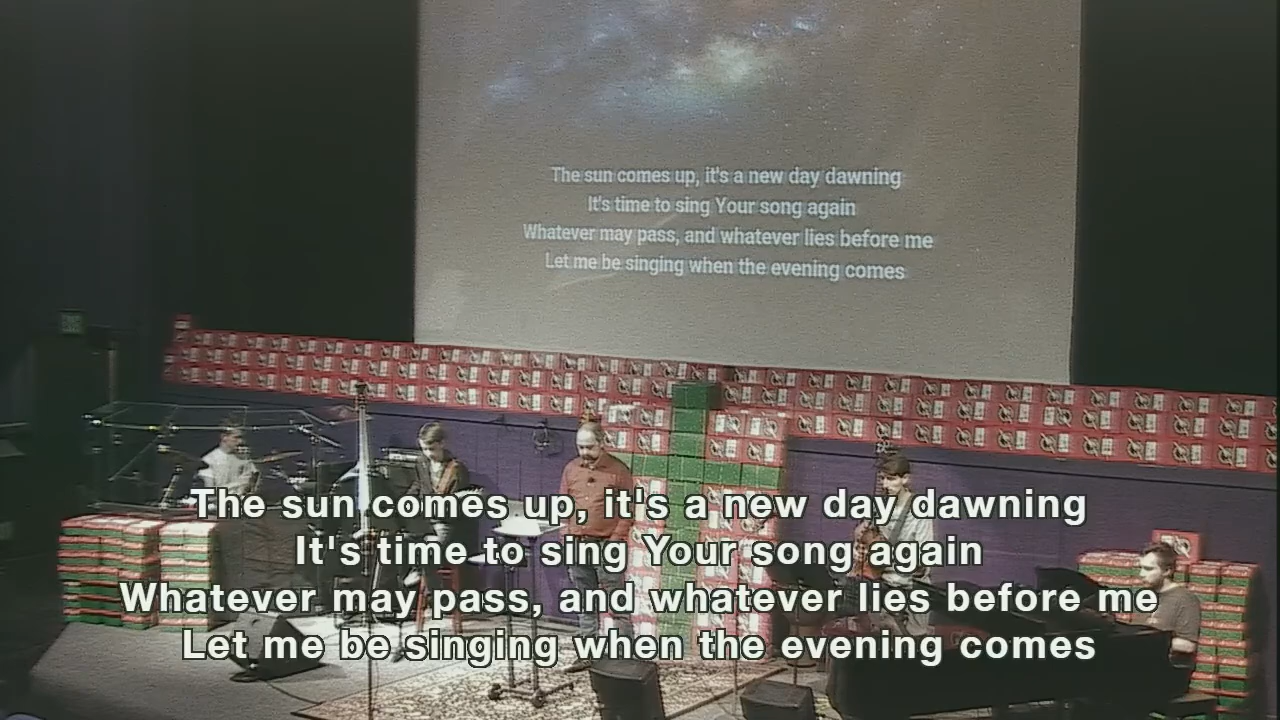 The sun comes up, it's a new day dawning
It's time to sing Your song again
Whatever may pass, and whatever lies before me
Let me be singing when the evening comes
The sun comes up, it's a new day dawning
It's time to sing Your song again
Whatever may pass, and whatever lies before me
Let me be singing when the evening comes